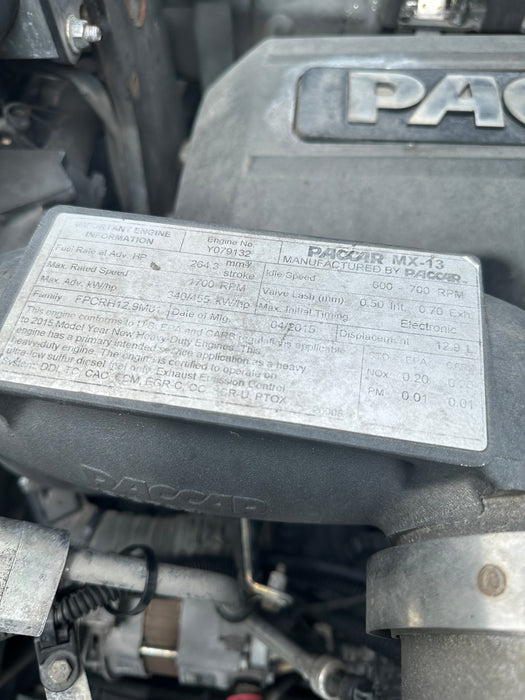 PAC
IMPORTANT ENGINE
INFORMATION
Engine No
Y079132
PACCAR MX-13
MANUFACTURED BY PACCAR
Fuel Rate at Adv. HP 264.3 mm³/
stroke
Idle Speed 600 700 RPM
Max. Rated Speed 1700 RPM
Valve Lash (mm) 0.50 Int. 0.70 Exh
Max. Adv. kW/hp 340/455 kW/hp
Max. Initial Timing Electronic
Family Date of Mfg. 04/2015 Displacement 12.9 L
This engine conforms to US EPA and CARB regulations applicable
to 2015 Model Year New Heavy-Duty Engines. This
engine has a primary intended service application as a heavy
heavy-duty engine. The engine is certified to operate on
ultra-low sulfur diesel fuel only. Exhaust Emission Control
DDI, TC, CAC, ECM, EGR-C, OC, SCR-U, PTOX
NOx 0.20
PM 0.01 0.01
PACCAR